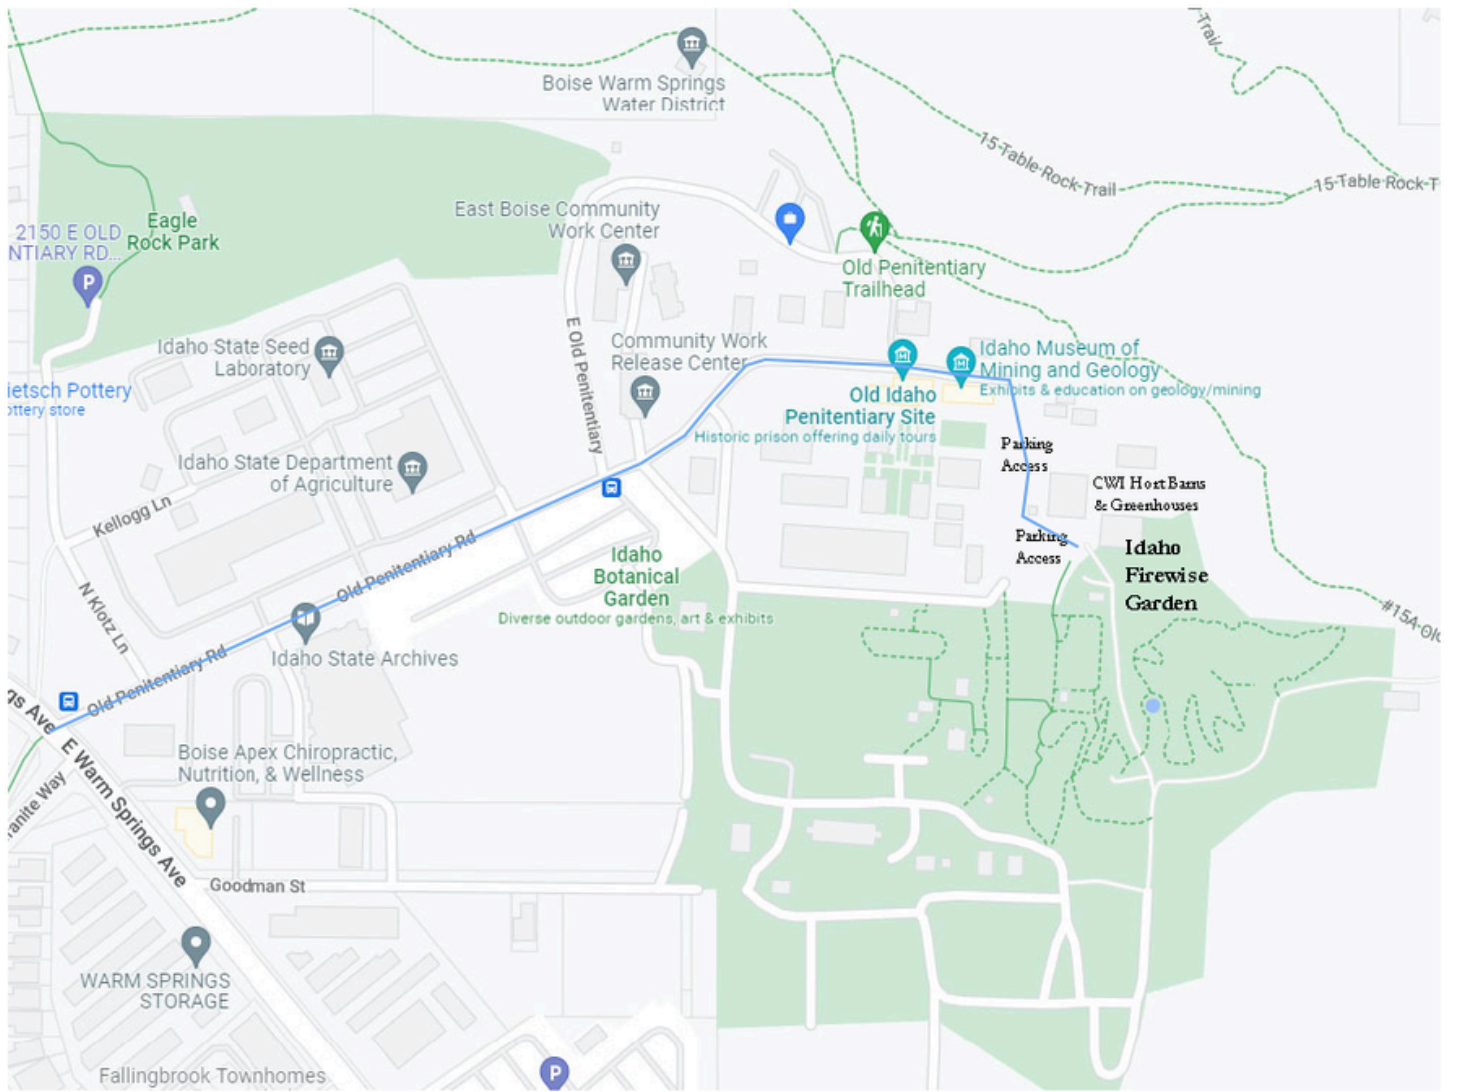 Trail
Boise Warm Springs
Water District
15-Table-Rock-Trail
15-Table-Rock-T
East Boise Community
Work Center
2150 E OLD
NTIARY RD...
Eagle
Rock Park
P
Old Penitentiary
Trailhead
Idaho State Seed
Laboratory
E Old Penitentiary
Community Work
Release Center
Idaho Museum of
Mining and Geology
Exhibits & education on geology/mining
ietsch Pottery
ottery store
Old Idaho
Penitentiary Site
Historic prison offering daily tours
Parking
Access
Idaho State Department
of Agriculture
CWI Hort Barns
& Greenhouses
Kellogg Ln
Parking
Access
Idaho
Firewise
Garden
Old Penitentiary Rd
Idaho
Botanical
Garden
Diverse outdoor gardens, art & exhibits
N Klotz Ln
#15A-Ol
Idaho State Archives
Old Penitentiary Rd
gs Ave
E Warm Springs Ave
Boise Apex Chiropractic,
Nutrition, & Wellness
ranite Way
Goodman St
WARM SPRINGS
STORAGE
Fallingbrook Townhomes
P